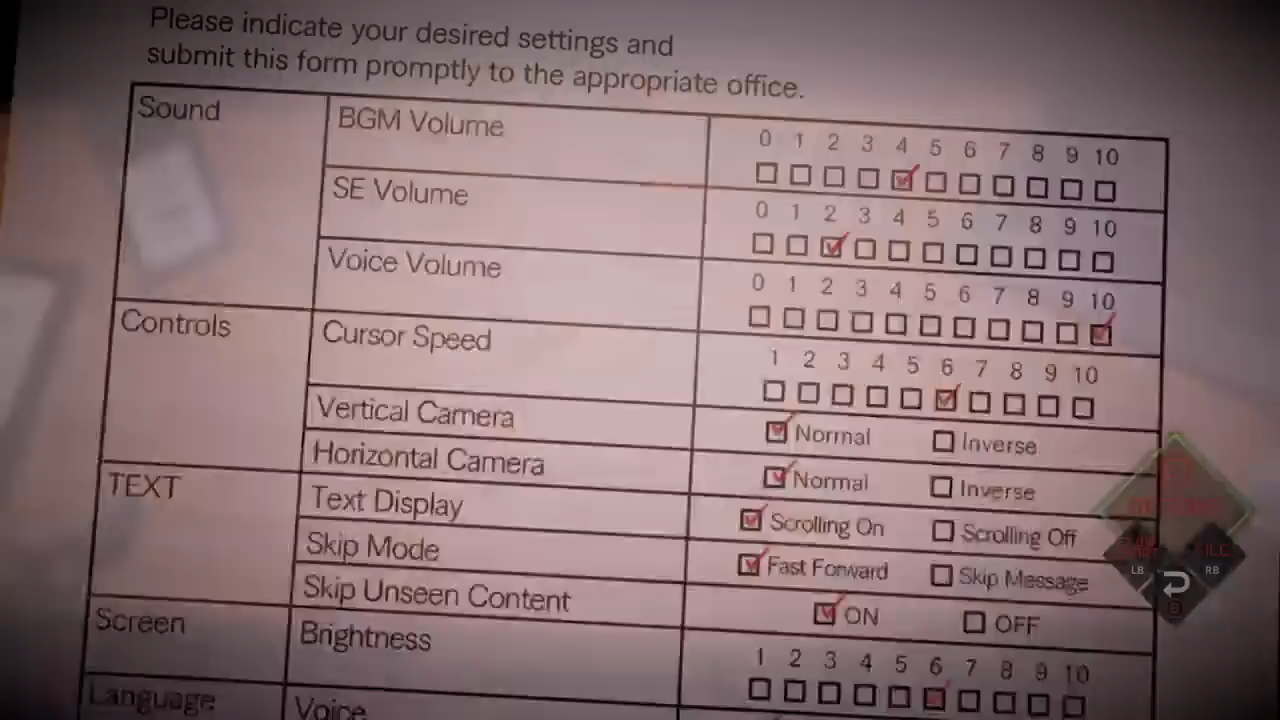 Please indicate your desired settings and
submit this form promptly to the appropriate office.
Sound
BGM Volume
0 1 2 3 4 5 6 7 8 9 10
SE Volume
0 1 2 3 4 5 6 7 8 9 10
Voice Volume
0 1 2 3 4 5 6 7 8 9 10
Controls
Cursor Speed
1 2 3 4 5 6 7 8 9 10
Vertical Camera
Normal Inverse
Horizontal Camera
Normal Inverse
TEXT
Text Display
Scrolling On Scrolling Off
Skip Mode
Fast Forward Skip Message
Skip Unseen Content
ON OFF
Screen
Brightness
1 2 3 4 5 6 7 8 9 10
Language
Voice
LB
RB
B